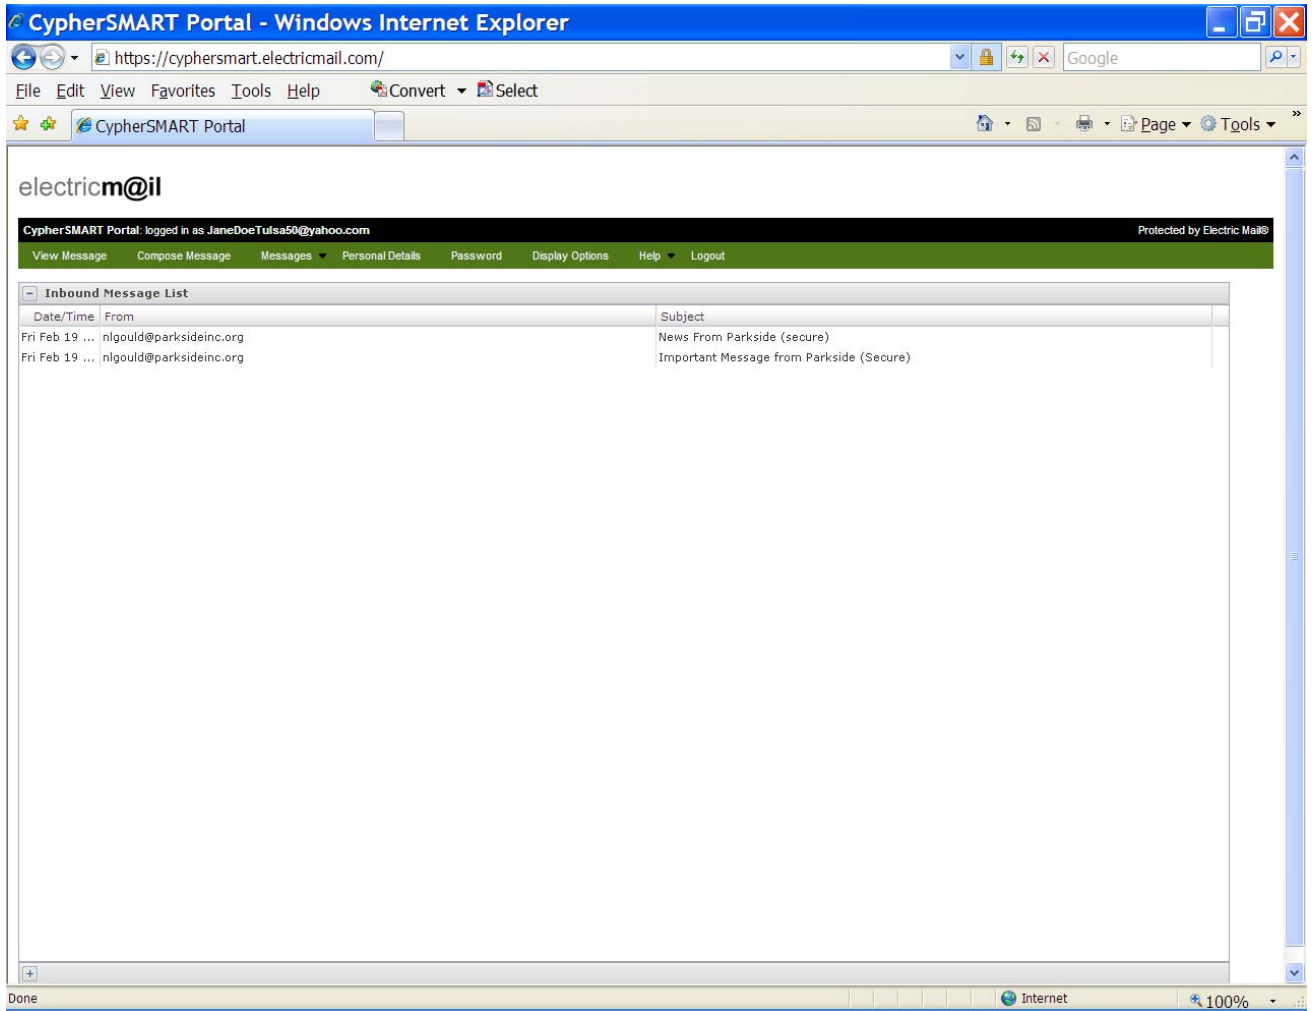 CypherSMART Portal - Windows Internet Explorer
https://cyphersmart.electricmail.com/
Google
File Edit View Favorites Tools Help Convert Select
CypherSMART Portal
Page Tools »
electricm@il
CypherSMART Portal: logged in as JaneDoeTulsa50@yahoo.com Protected by Electric Mail®
View Message Compose Message Messages Personal Details Password Display Options Help Logout
Inbound Message List
Date/Time From Subject
Fri Feb 19 ... nlgould@parksideinc.org News From Parkside (secure)
Fri Feb 19 ... nlgould@parksideinc.org Important Message from Parkside (Secure)
Done Internet 100%